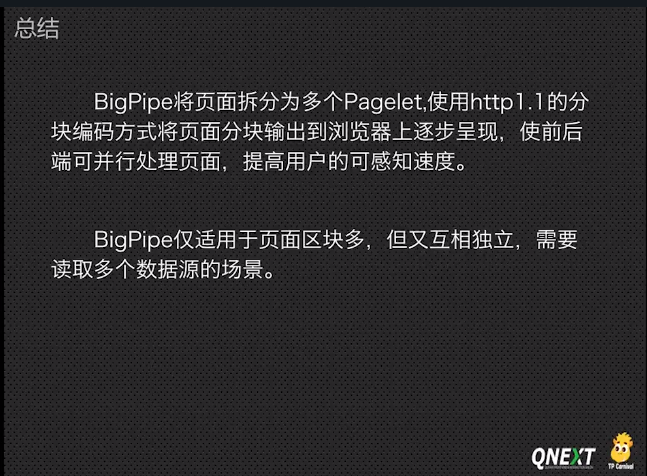 总结
BigPipe将页面拆分为多个Pagelet,使用http1.1的分
块编码方式将页面分块输出到浏览器上逐步呈现，使前后
端可并行处理页面，提高用户的可感知速度。
BigPipe仅适用于页面区块多，但又互相独立，需要
读取多个数据源的场景。
QNEXT
TP Carnival